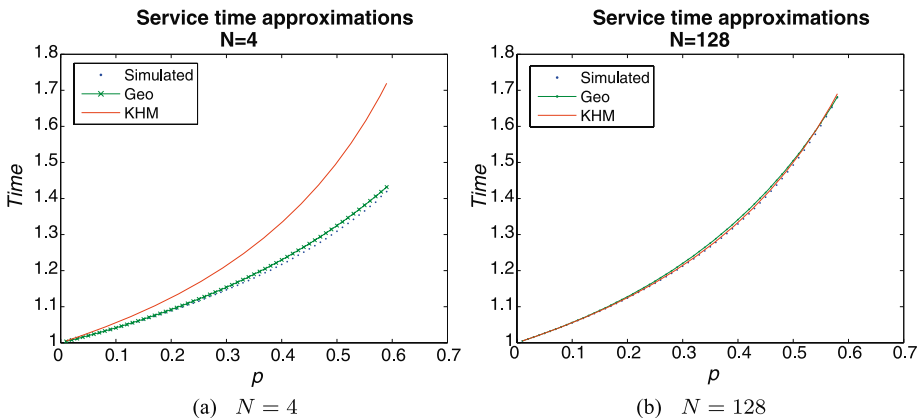 Service time approximations
N=4
1.8
1.7
1.6
1.5
1.4
1.3
1.2
1.1
1
Time
Simulated
Geo
KHM
0 0.1 0.2 0.3 0.4 0.5 0.6 0.7
p
(a) N = 4
Service time approximations
N=128
1.8
1.7
1.6
1.5
1.4
1.3
1.2
1.1
1
Time
Simulated
Geo
KHM
0 0.1 0.2 0.3 0.4 0.5 0.6 0.7
p
(b) N = 128